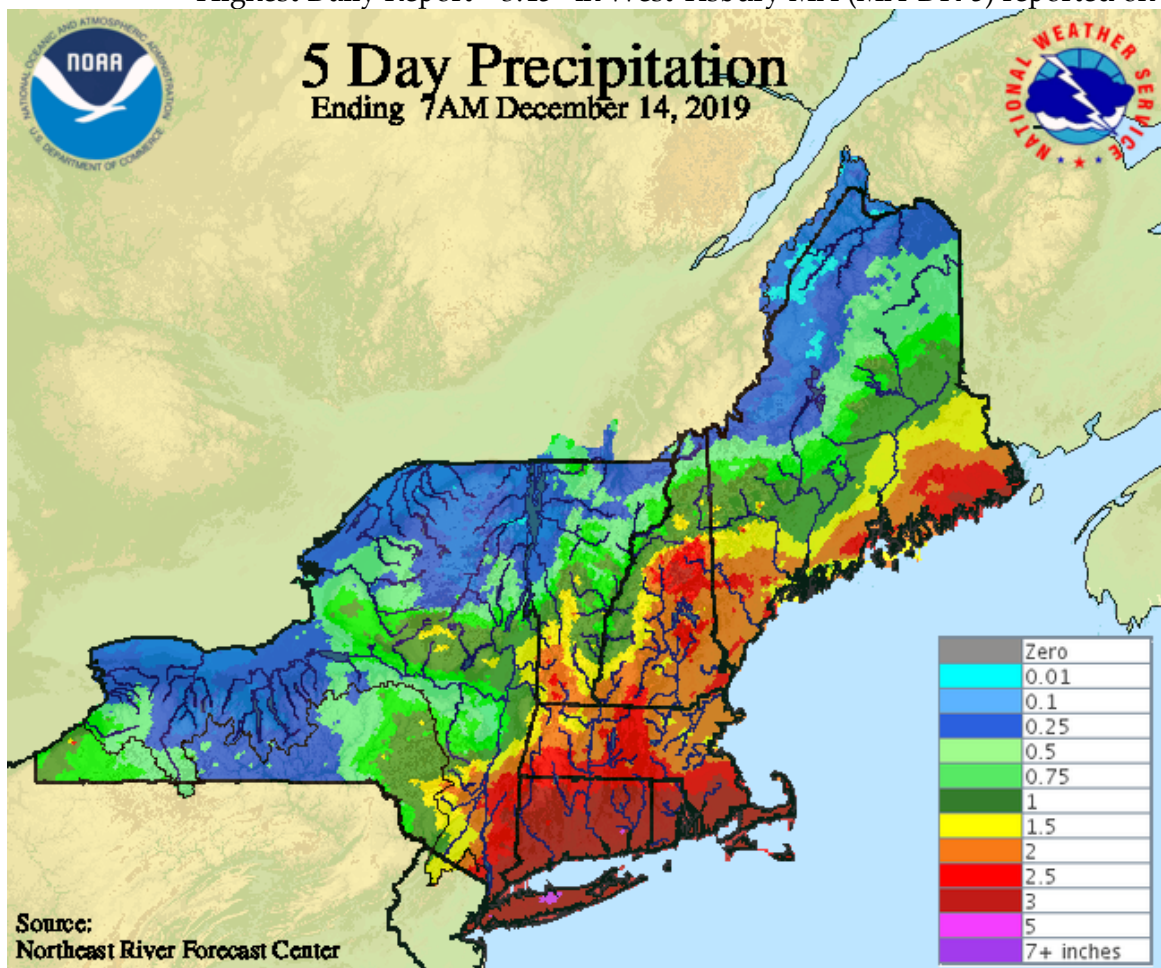 5 Day Precipitation
Ending 7AM December 14, 2019
NOAA
NATIONAL OCEANIC AND ATMOSPHERIC ADMINISTRATION
U.S. DEPARTMENT OF COMMERCE
NATIONAL WEATHER SERVICE
Zero
0.01
0.1
0.25
0.5
0.75
1
1.5
2
2.5
3
5
7+ inches
Source:
Northeast River Forecast Center